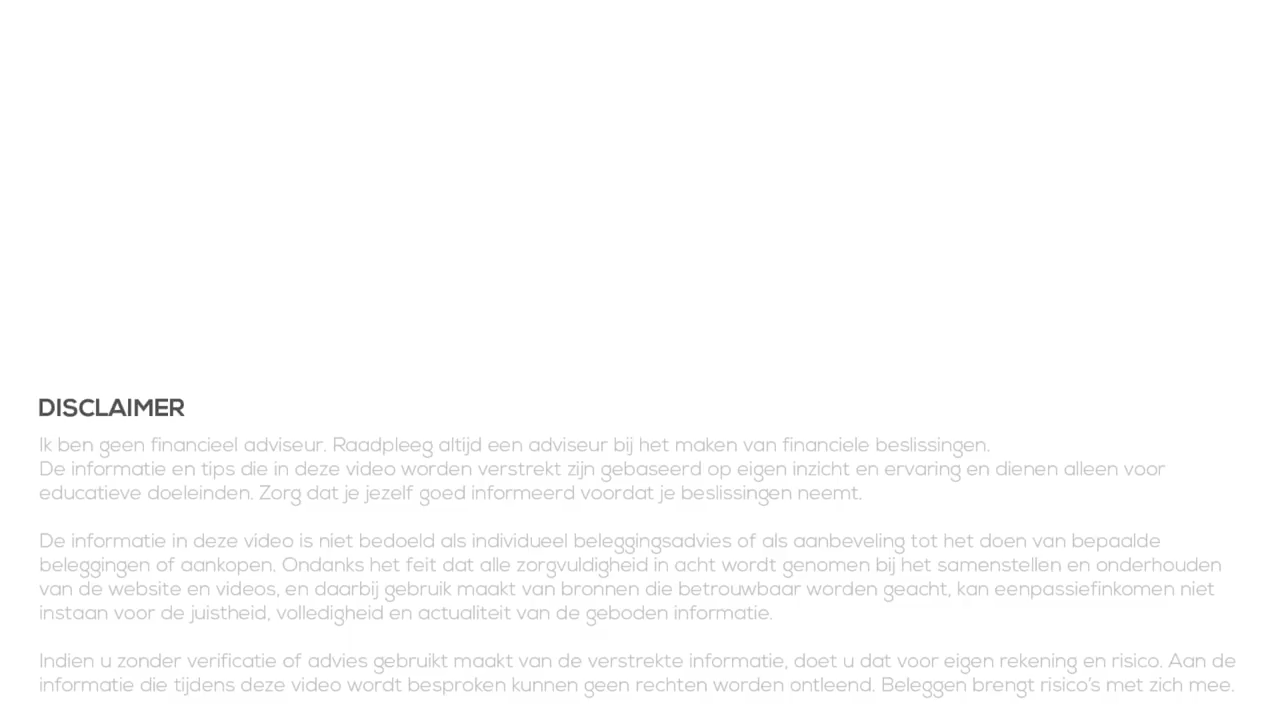 DISCLAIMER
Ik ben geen financieel adviseur. Raadpleeg altijd een adviseur bij het maken van financiele beslissingen.
De informatie en tips die in deze video worden verstrekt zijn gebaseerd op eigen inzicht en ervaring en dienen alleen voor
educatieve doeleinden. Zorg dat je jezelf goed informeerd voordat je beslissingen neemt.
De informatie in deze video is niet bedoeld als individueel beleggingsadvies of als aanbeveling tot het doen van bepaalde
beleggingen of aankopen. Ondanks het feit dat alle zorgvuldigheid in acht wordt genomen bij het samenstellen en onderhouden
van de website en videos, en daarbij gebruik maakt van bronnen die betrouwbaar worden geacht, kan eenpassiefinkomen niet
instaan voor de juistheid, volledigheid en actualiteit van de geboden informatie.
Indien u zonder verificatie of advies gebruikt maakt van de verstrekte informatie, doet u dat voor eigen rekening en risico. Aan de
informatie die tijdens deze video wordt besproken kunnen geen rechten worden ontleend. Beleggen brengt risico's met zich mee.